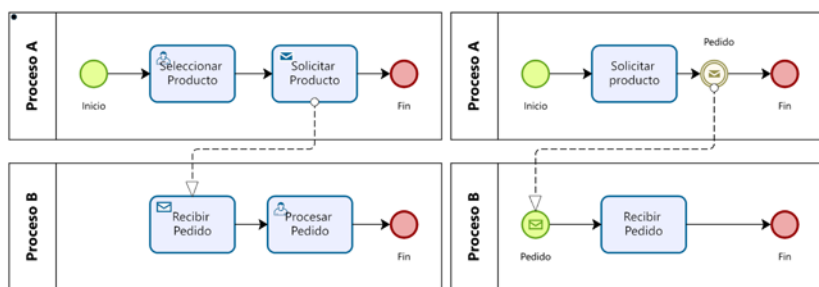 Proceso A
Seleccionar
Producto
Solicitar
Producto
Inicio
Fin
Proceso B
Recibir
Pedido
Procesar
Pedido
Fin
Proceso A
Pedido
Solicitar
producto
Inicio
Fin
Proceso B
Recibir
Pedido
Pedido
Fin